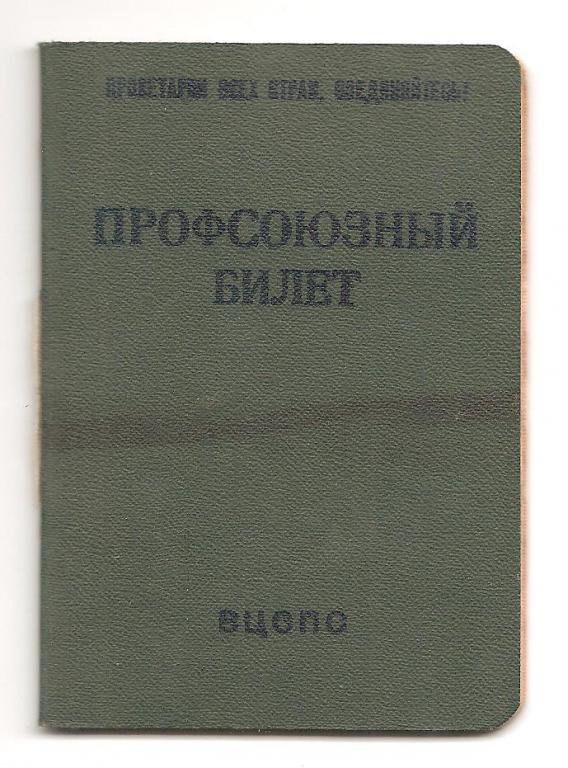 ПРОЛЕТАРИИ ВСЕХ СТРАН, СОЕДИНЯЙТЕСЬ!
ПРОФСОЮЗНЫЙ
БИЛЕТ
ВЦСПС